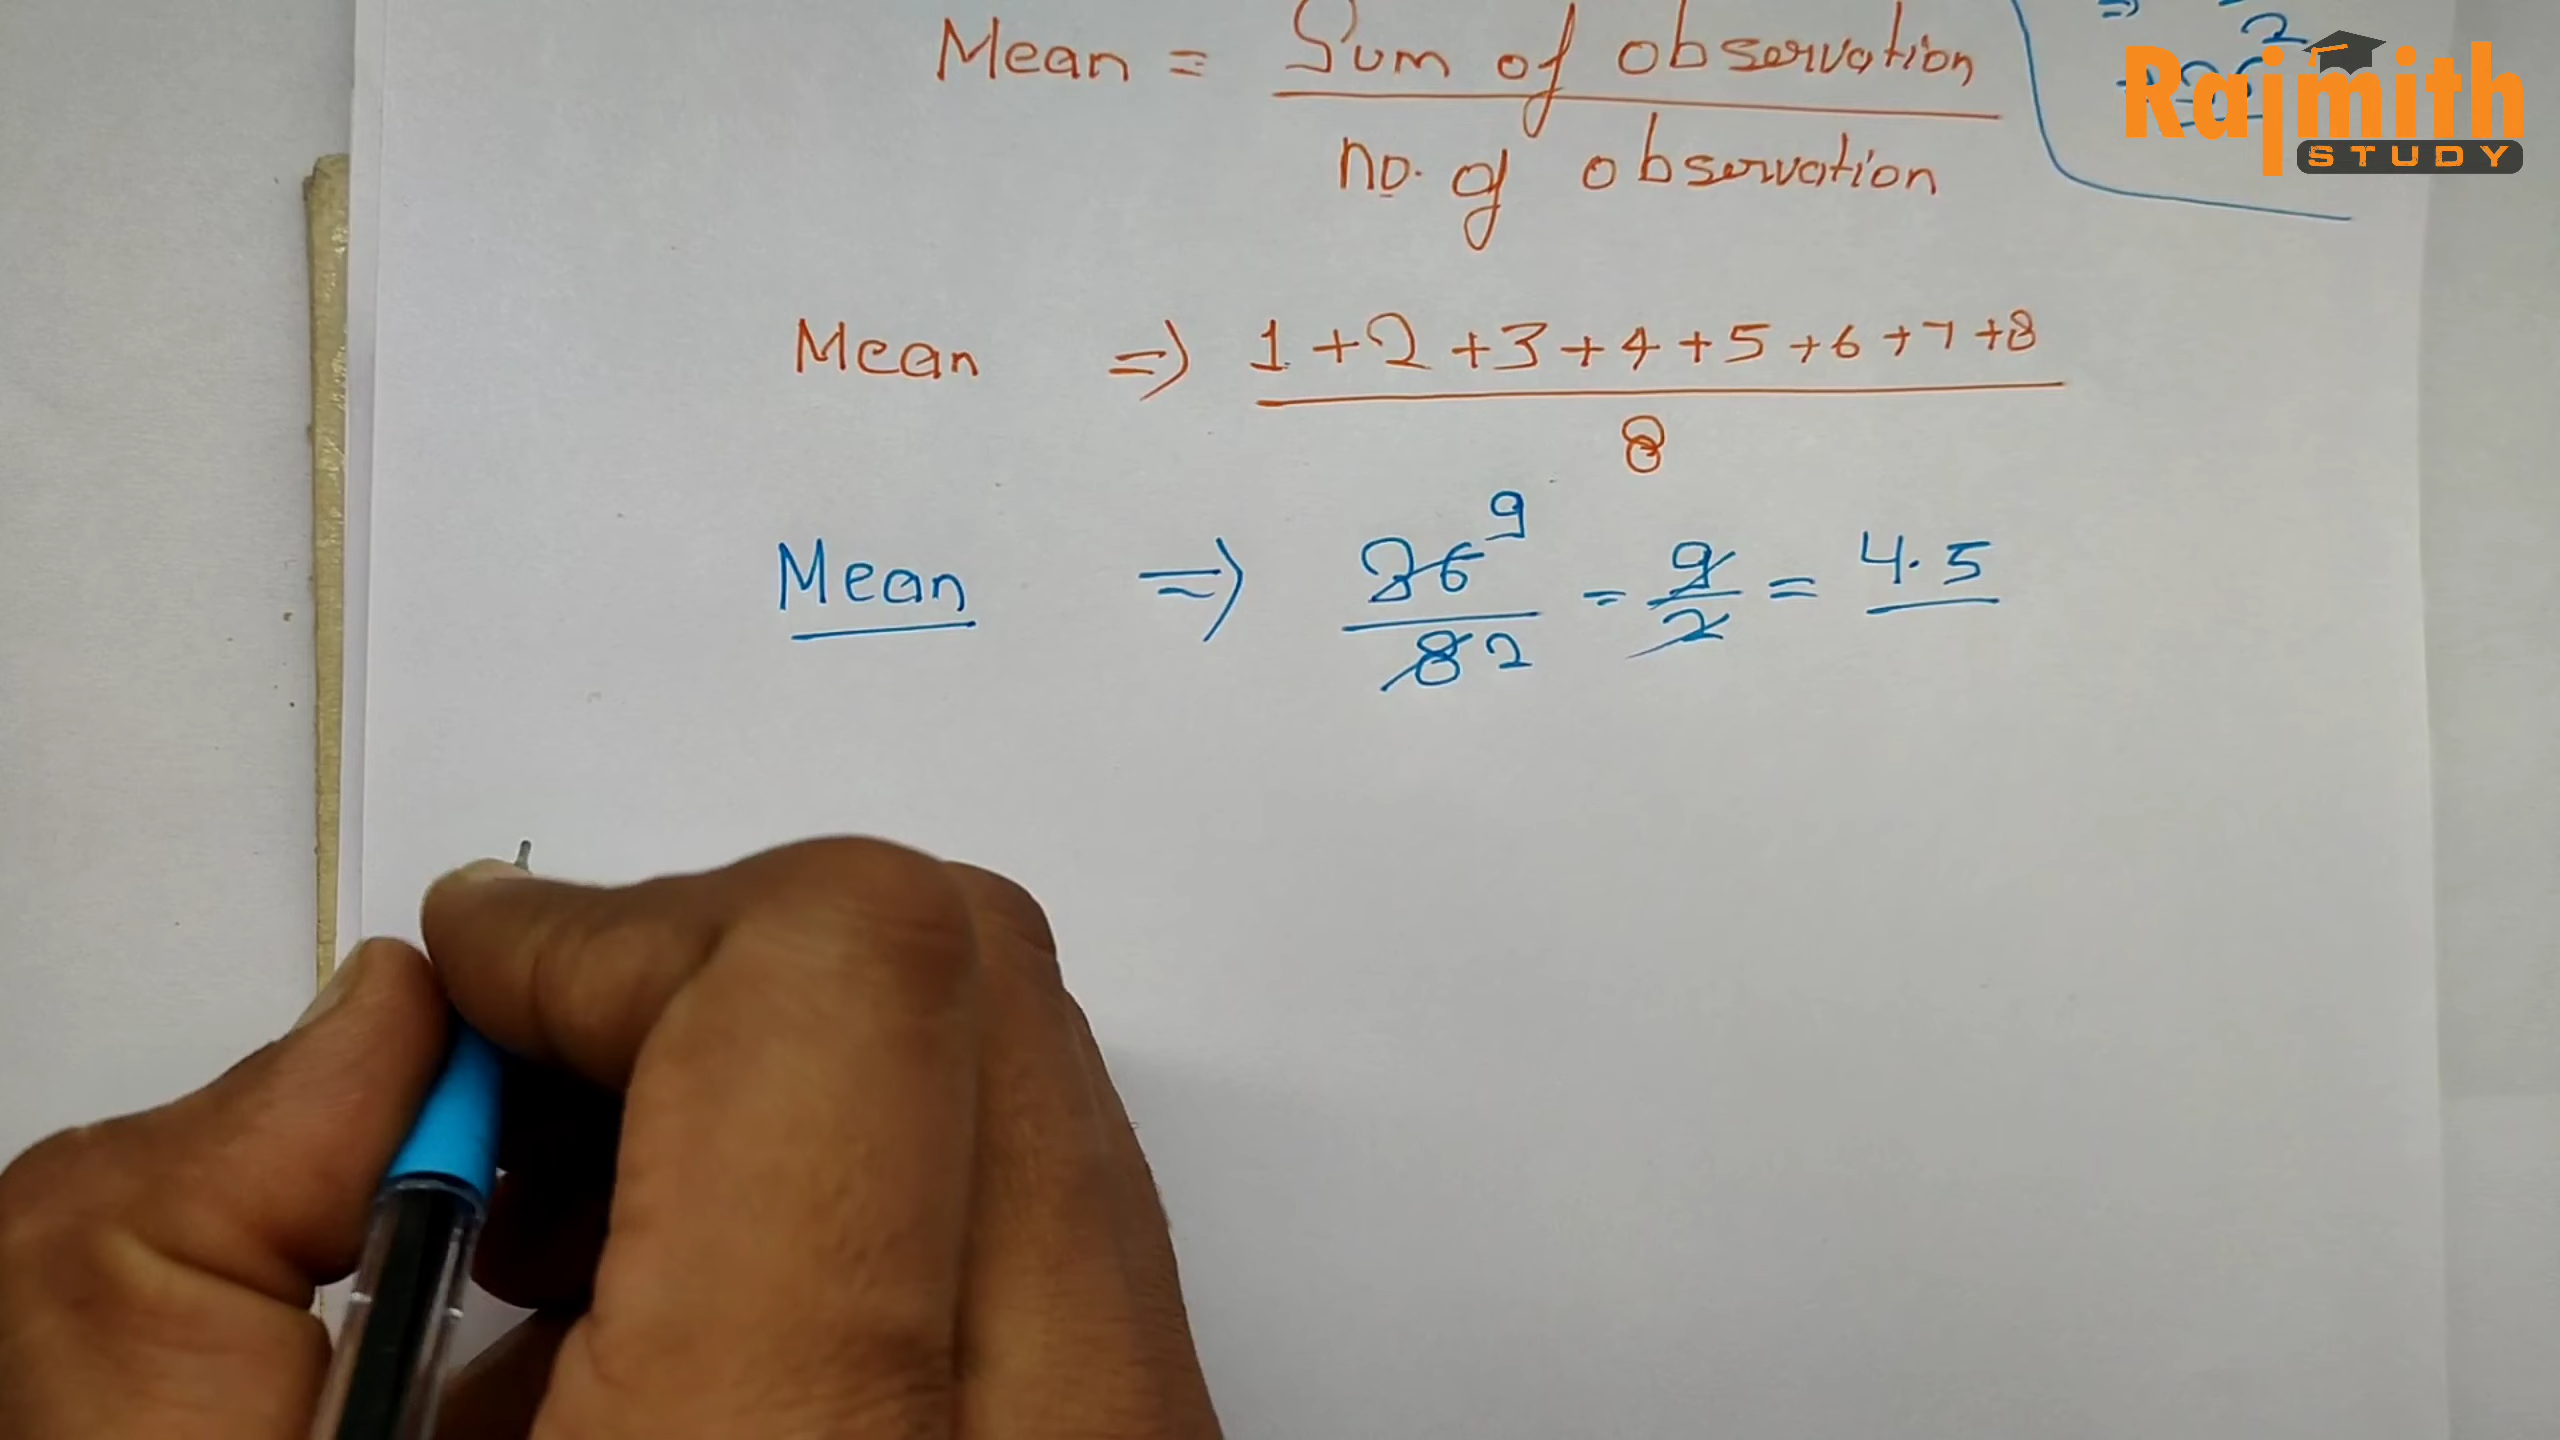 Mean = Sum of observation
no. of observation
Rajmith
STUDY
Mean => 1 + 2 + 3 + 4 + 5 + 6 + 7 + 8
8
Mean => 36 9 = 9 = 4.5
8 2 2